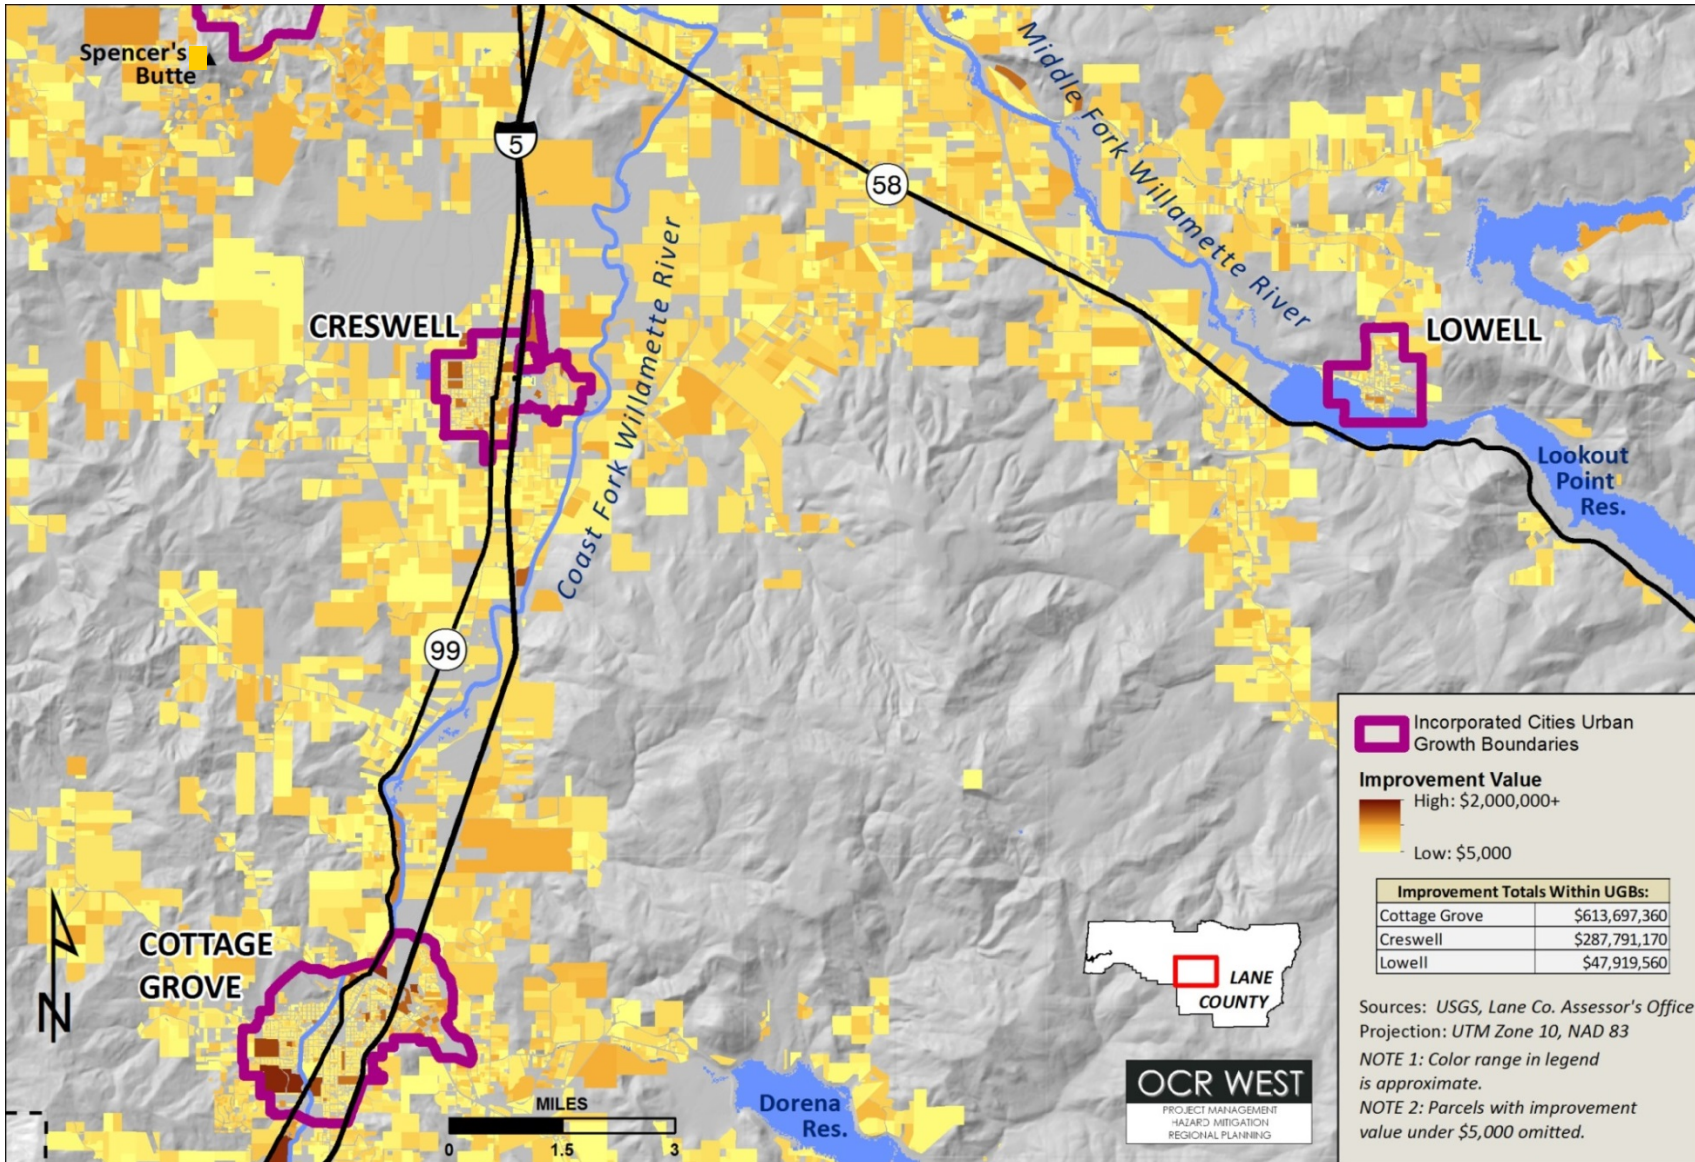 Spencer's
Butte
5
58
Middle Fork Willamette River
Coast Fork Willamette River
CRESWELL
LOWELL
Lookout
Point
Res.
99
COTTAGE
GROVE
N
MILES
0 1.5 3
Dorena
Res.
LANE
COUNTY
OCR WEST
PROJECT MANAGEMENT
HAZARD MITIGATION
REGIONAL PLANNING
Incorporated Cities Urban
Growth Boundaries
Improvement Value
High: $2,000,000+
Low: $5,000
Improvement Totals Within UGBs:
Cottage Grove $613,697,360
Creswell $287,791,170
Lowell $47,919,560
Sources: USGS, Lane Co. Assessor's Office
Projection: UTM Zone 10, NAD 83
NOTE 1: Color range in legend
is approximate.
NOTE 2: Parcels with improvement
value under $5,000 omitted.